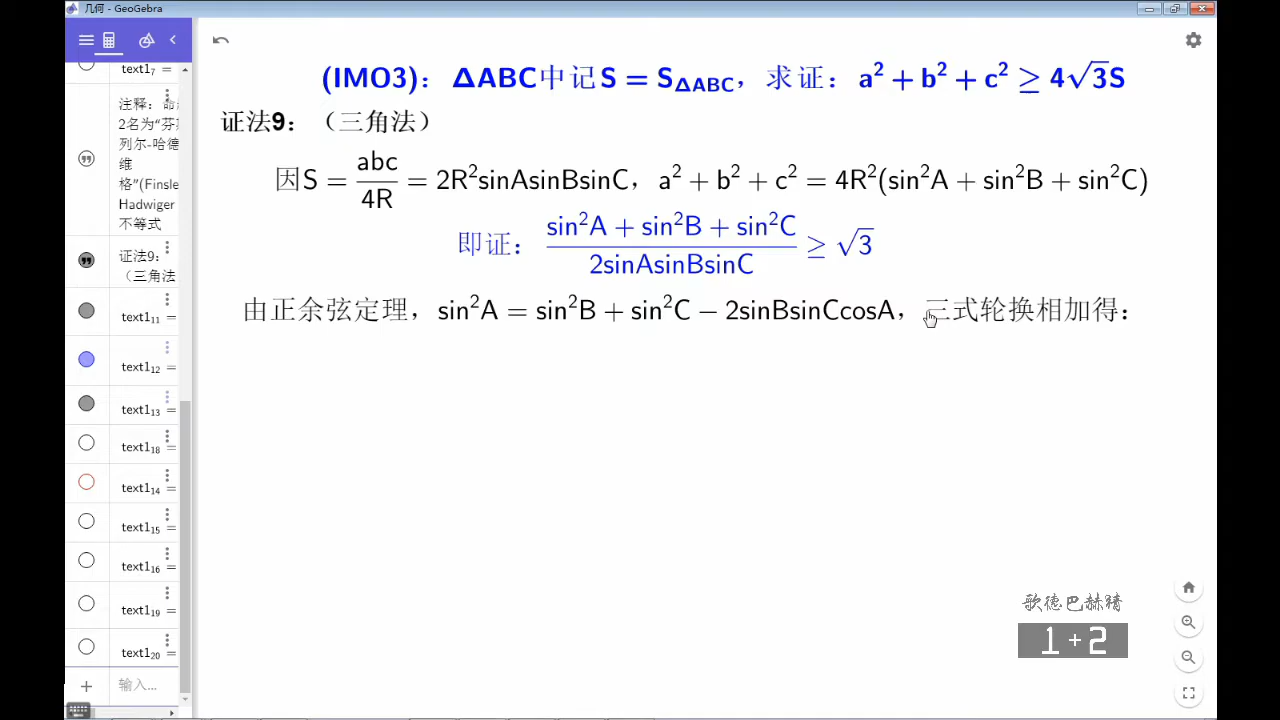 几何 - GeoGebra
(IMO3)：ΔABC中记S = S_ΔABC，求证：a² + b² + c² ≥ 4√3S
证法9：（三角法）
因S = abc/4R = 2R²sinAsinBsinC，a² + b² + c² = 4R²(sin²A + sin²B + sin²C)
即证：(sin²A + sin²B + sin²C)/(2sinAsinBsinC) ≥ √3
由正余弦定理，sin²A = sin²B + sin²C − 2sinBsinCcosA，三式轮换相加得：
text1₇ =
注释：命
2名为“芬
列尔-哈德
维
格”(Finsle
Hadwiger
不等式
证法9：
（三角法
text1₁₁ =
text1₁₂ =
text1₁₃ =
text1₁₈ =
text1₁₄ =
text1₁₅ =
text1₁₆ =
text1₁₉ =
text1₂₀ =
输入...
歌德巴赫猜
1+2